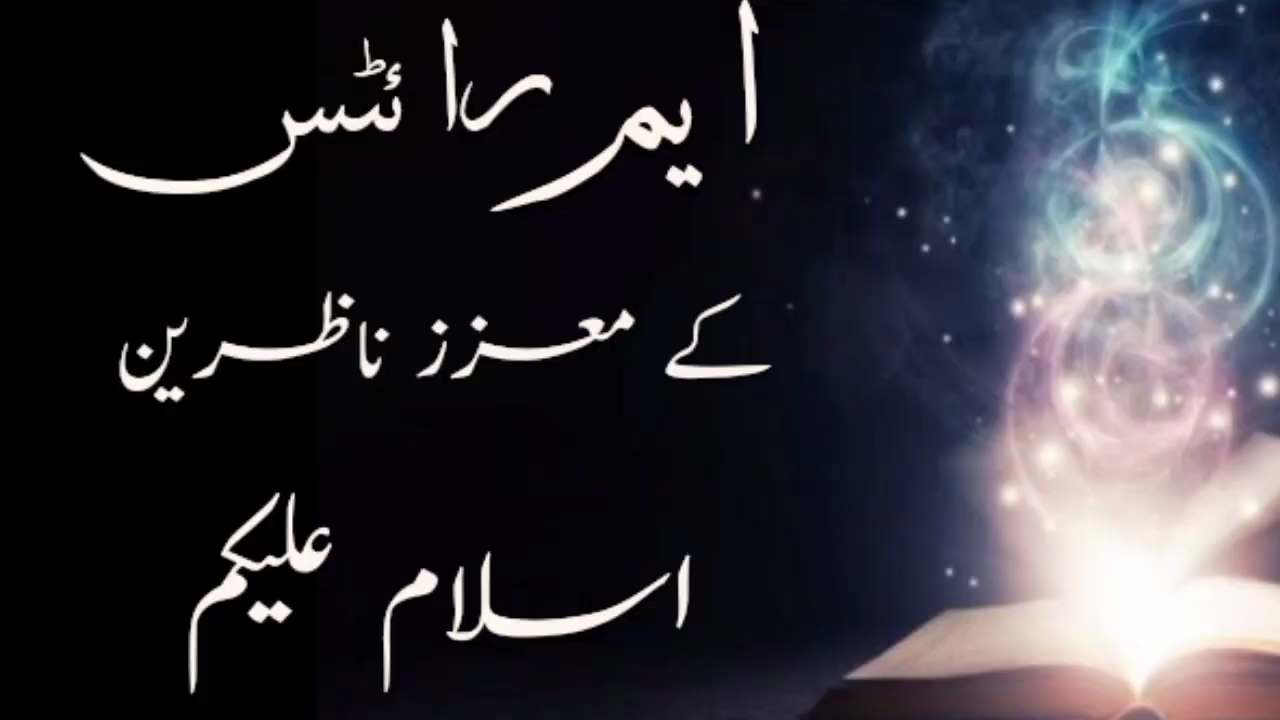 ایم رائٹس
کے معزز ناظرین
اسلام علیکم